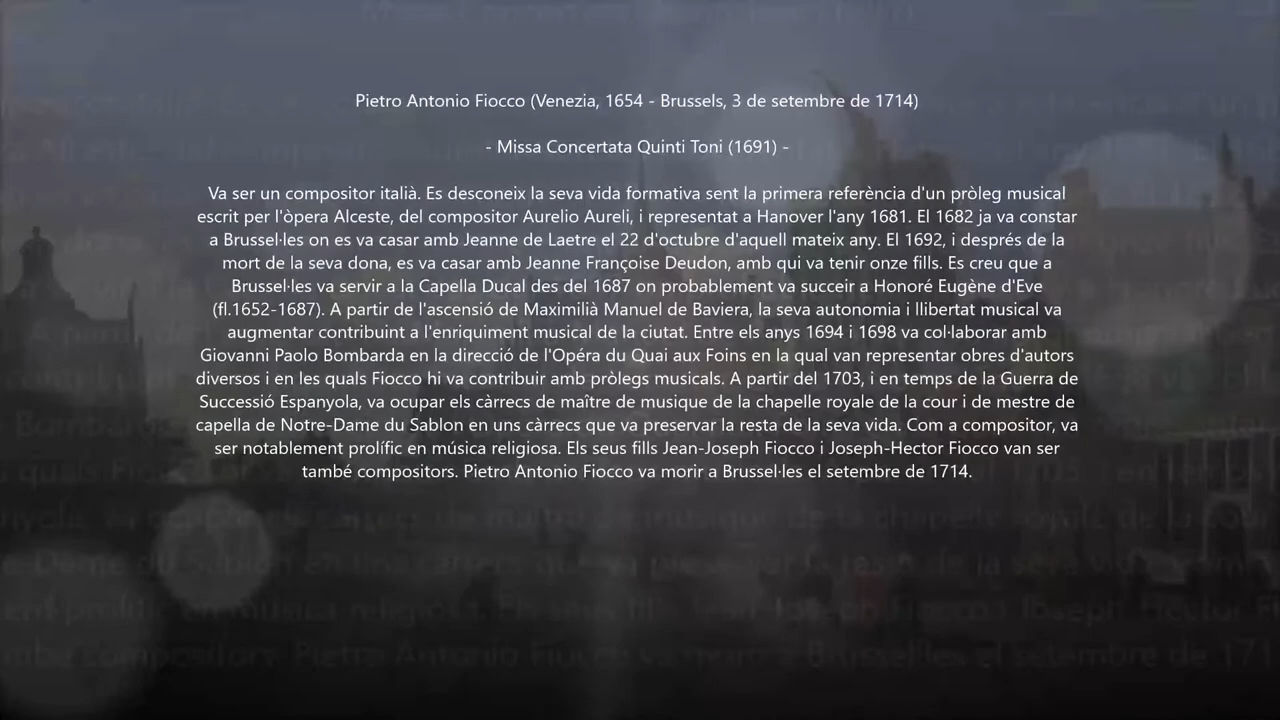 Pietro Antonio Fiocco (Venezia, 1654 - Brussels, 3 de setembre de 1714)
- Missa Concertata Quinti Toni (1691) -
Va ser un compositor italià. Es desconeix la seva vida formativa sent la primera referència d'un pròleg musical
escrit per l'òpera Alceste, del compositor Aurelio Aureli, i representat a Hanover l'any 1681. El 1682 ja va constar
a Brussel·les on es va casar amb Jeanne de Laetre el 22 d'octubre d'aquell mateix any. El 1692, i després de la
mort de la seva dona, es va casar amb Jeanne Françoise Deudon, amb qui va tenir onze fills. Es creu que a
Brussel·les va servir a la Capella Ducal des del 1687 on probablement va succeir a Honoré Eugène d'Eve
(fl.1652-1687). A partir de l'ascensió de Maximilià Manuel de Baviera, la seva autonomia i llibertat musical va
augmentar contribuint a l'enriquiment musical de la ciutat. Entre els anys 1694 i 1698 va col·laborar amb
Giovanni Paolo Bombarda en la direcció de l'Opéra du Quai aux Foins en la qual van representar obres d'autors
diversos i en les quals Fiocco hi va contribuir amb pròlegs musicals. A partir del 1703, i en temps de la Guerra de
Successió Espanyola, va ocupar els càrrecs de maître de musique de la chapelle royale de la cour i de mestre de
capella de Notre-Dame du Sablon en uns càrrecs que va preservar la resta de la seva vida. Com a compositor, va
ser notablement prolífic en música religiosa. Els seus fills Jean-Joseph Fiocco i Joseph-Hector Fiocco van ser
també compositors. Pietro Antonio Fiocco va morir a Brussel·les el setembre de 1714.